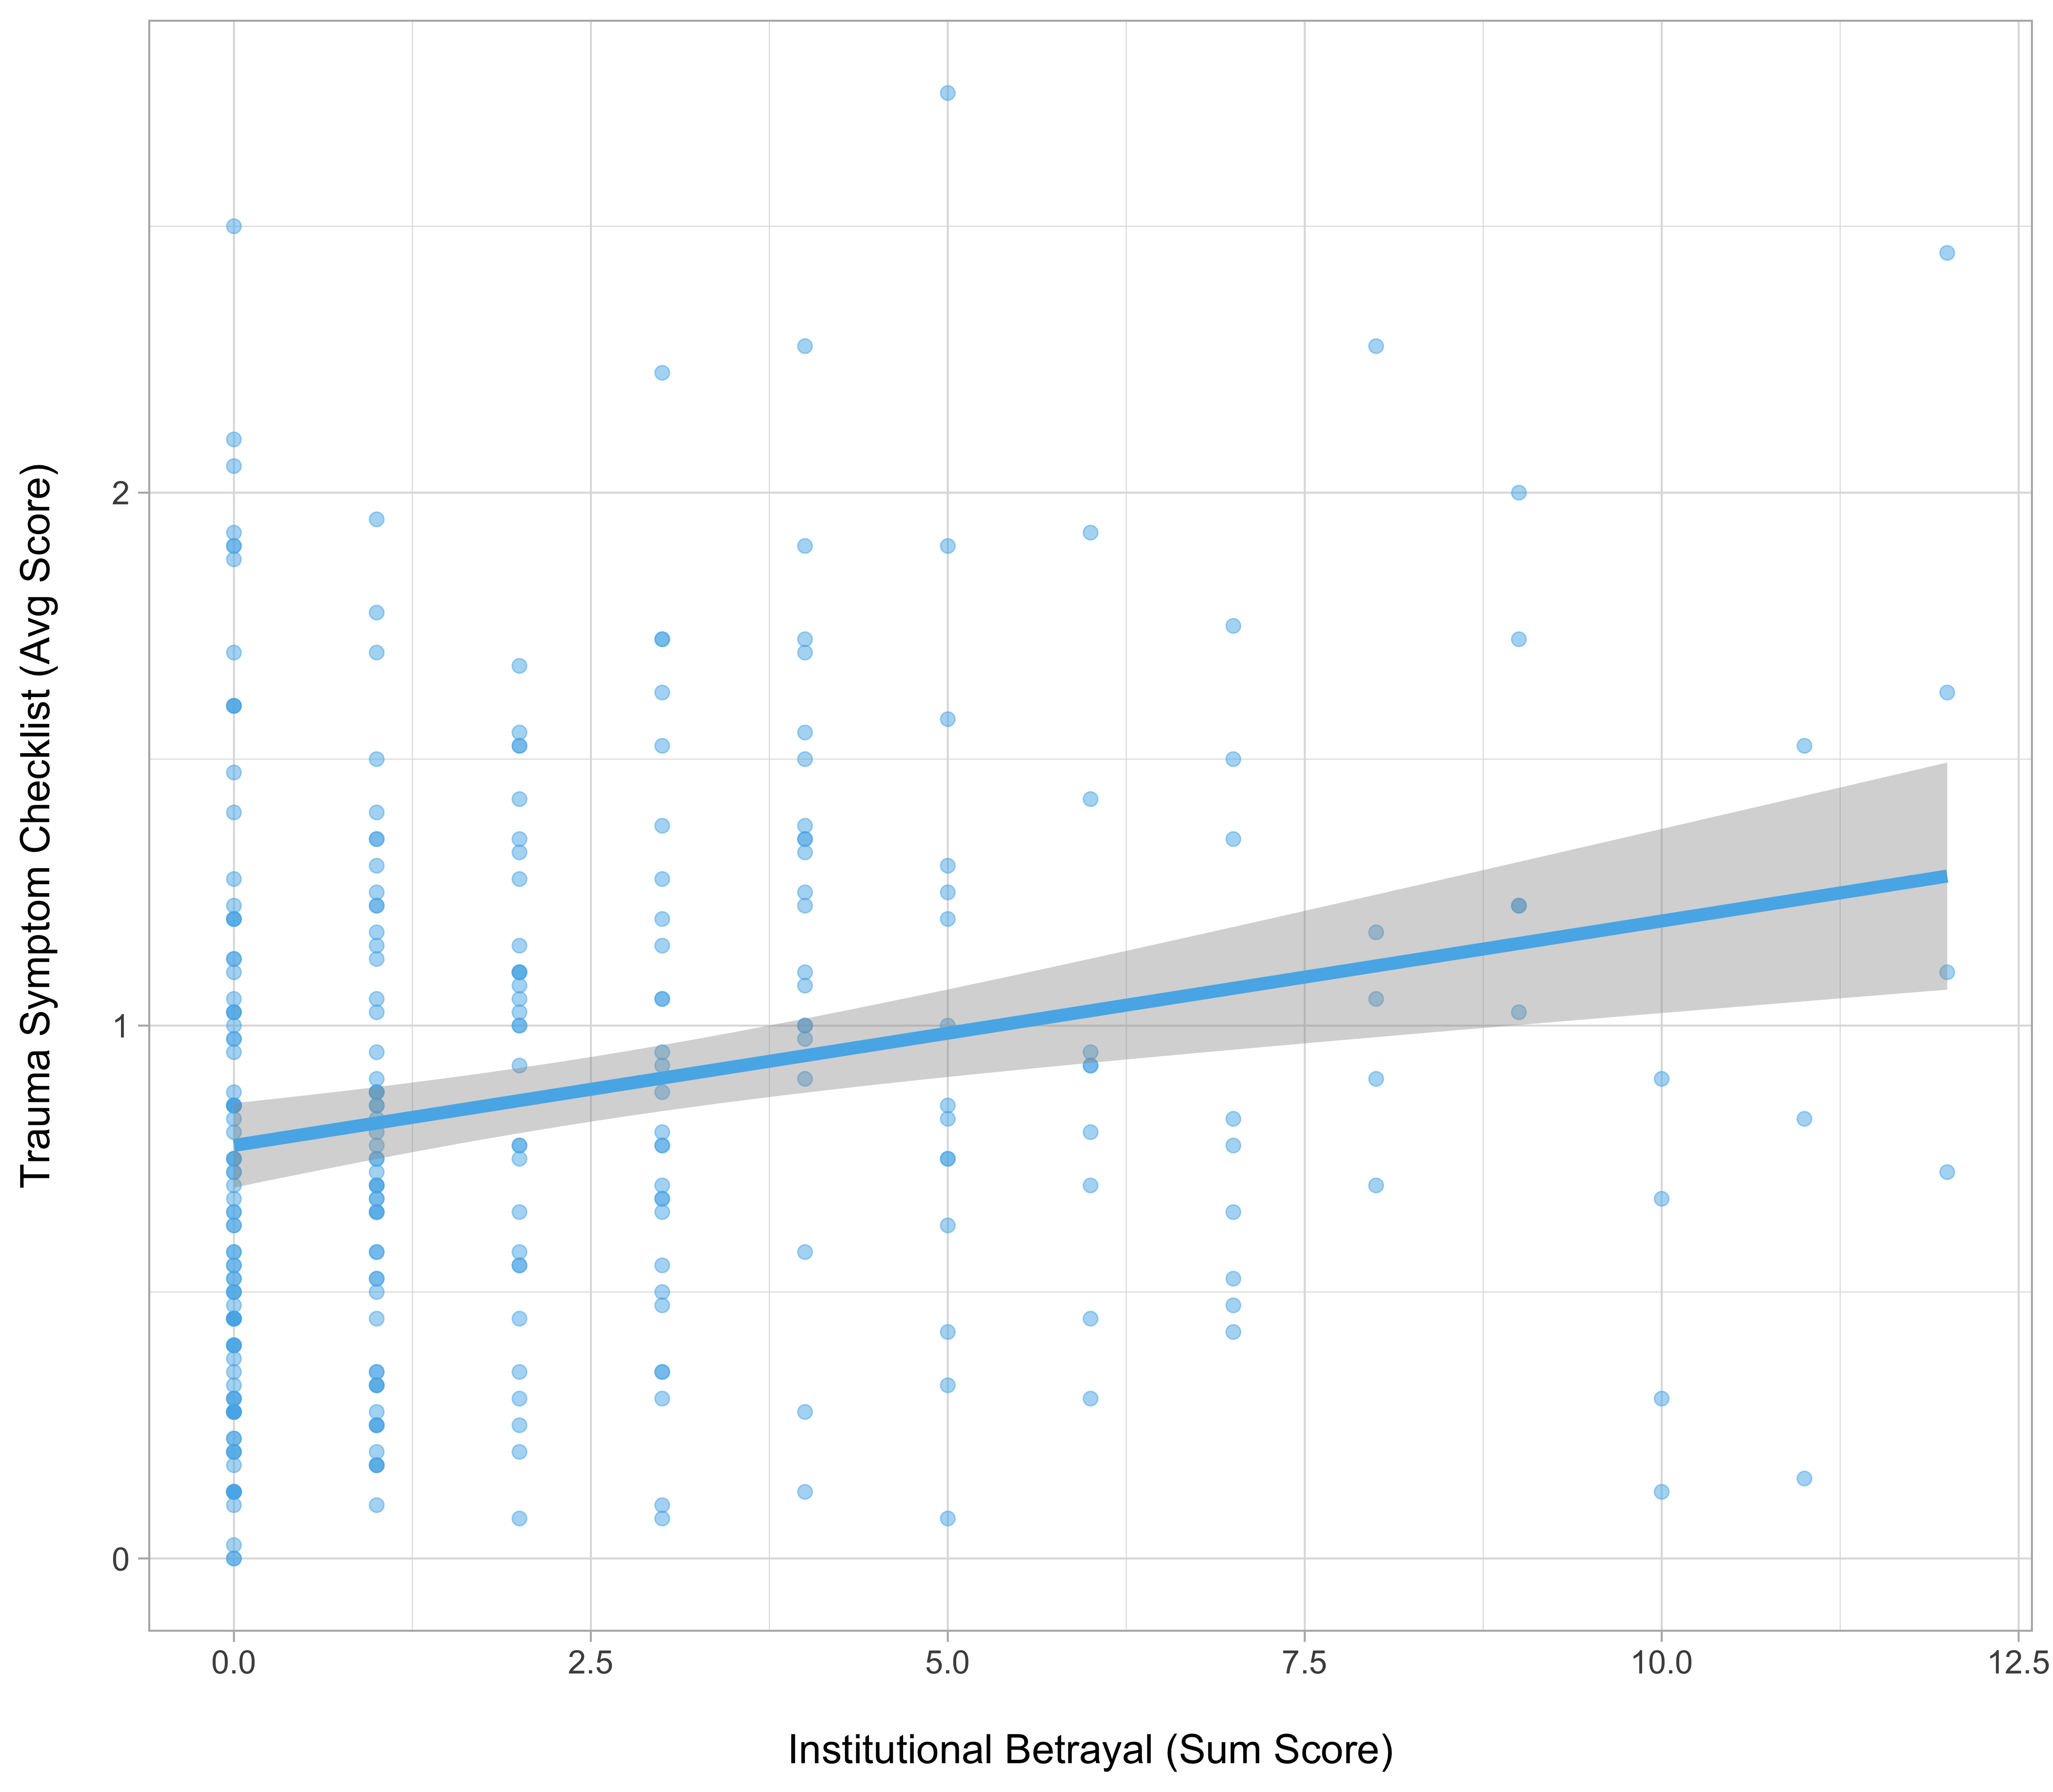 Trauma Symptom Checklist (Avg Score)
2
1
0
0.0 2.5 5.0 7.5 10.0 12.5
Institutional Betrayal (Sum Score)